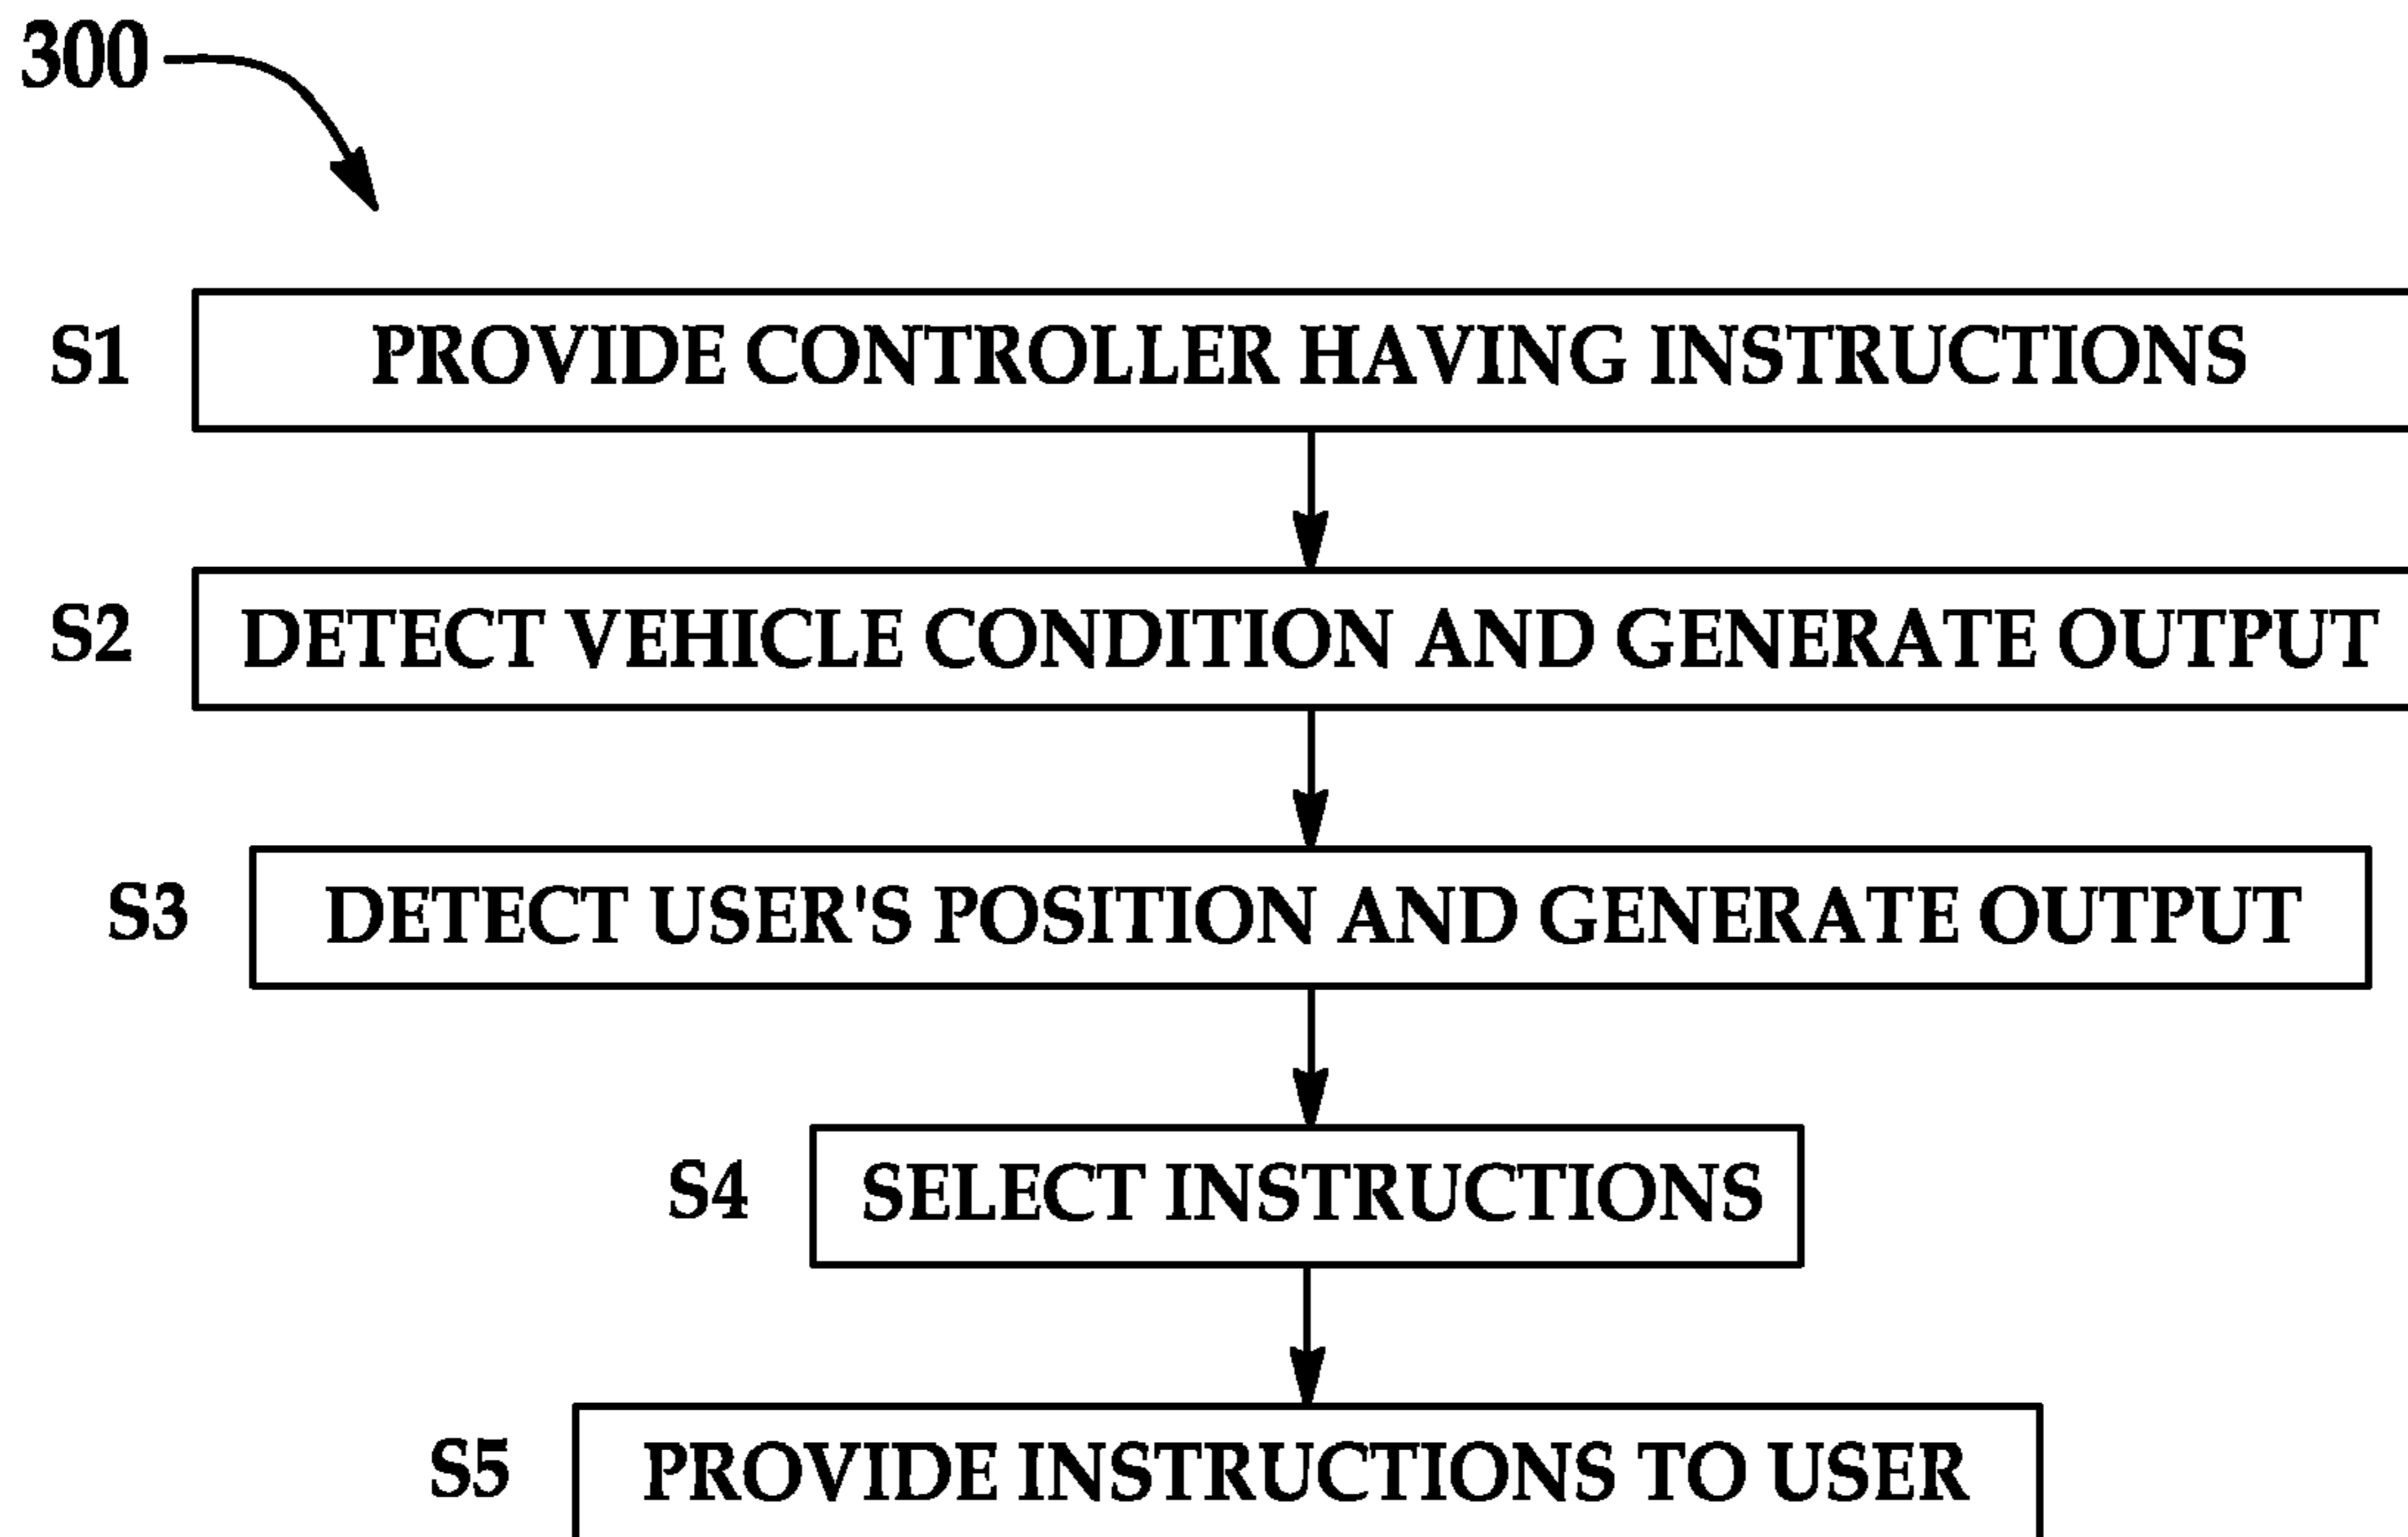 300
S1 PROVIDE CONTROLLER HAVING INSTRUCTIONS
S2 DETECT VEHICLE CONDITION AND GENERATE OUTPUT
S3 DETECT USER'S POSITION AND GENERATE OUTPUT
S4 SELECT INSTRUCTIONS
S5 PROVIDE INSTRUCTIONS TO USER